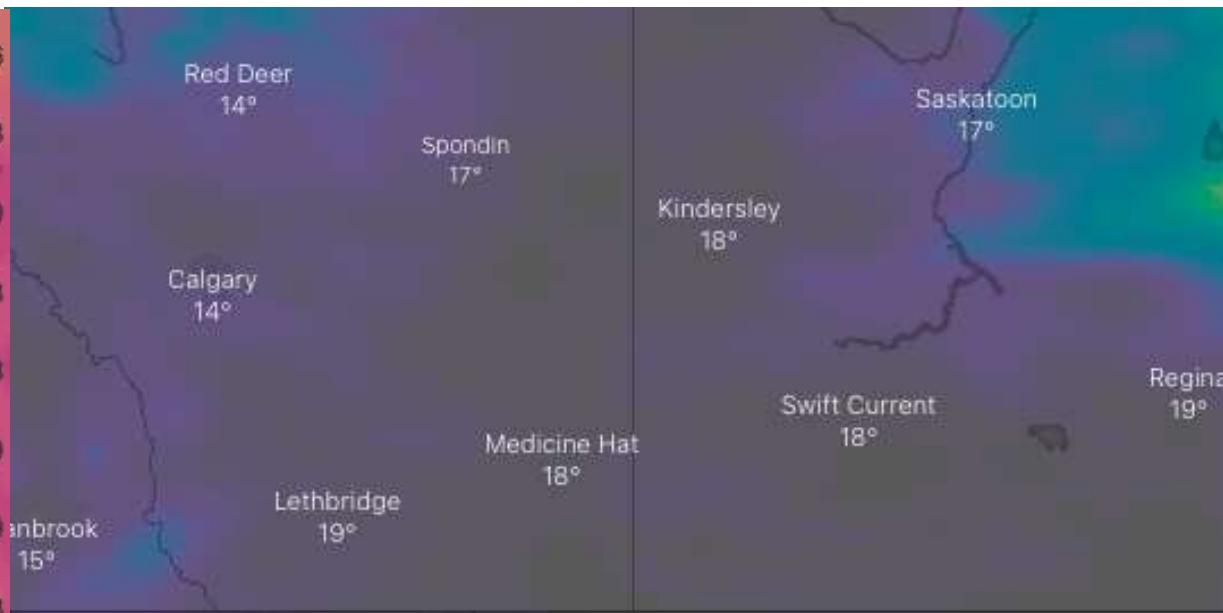 Red Deer
14°
Saskatoon
17°
Spondin
17°
Kindersley
18°
Calgary
14°
Regina
19°
Swift Current
18°
Medicine Hat
18°
Lethbridge
19°
anbrook
15°